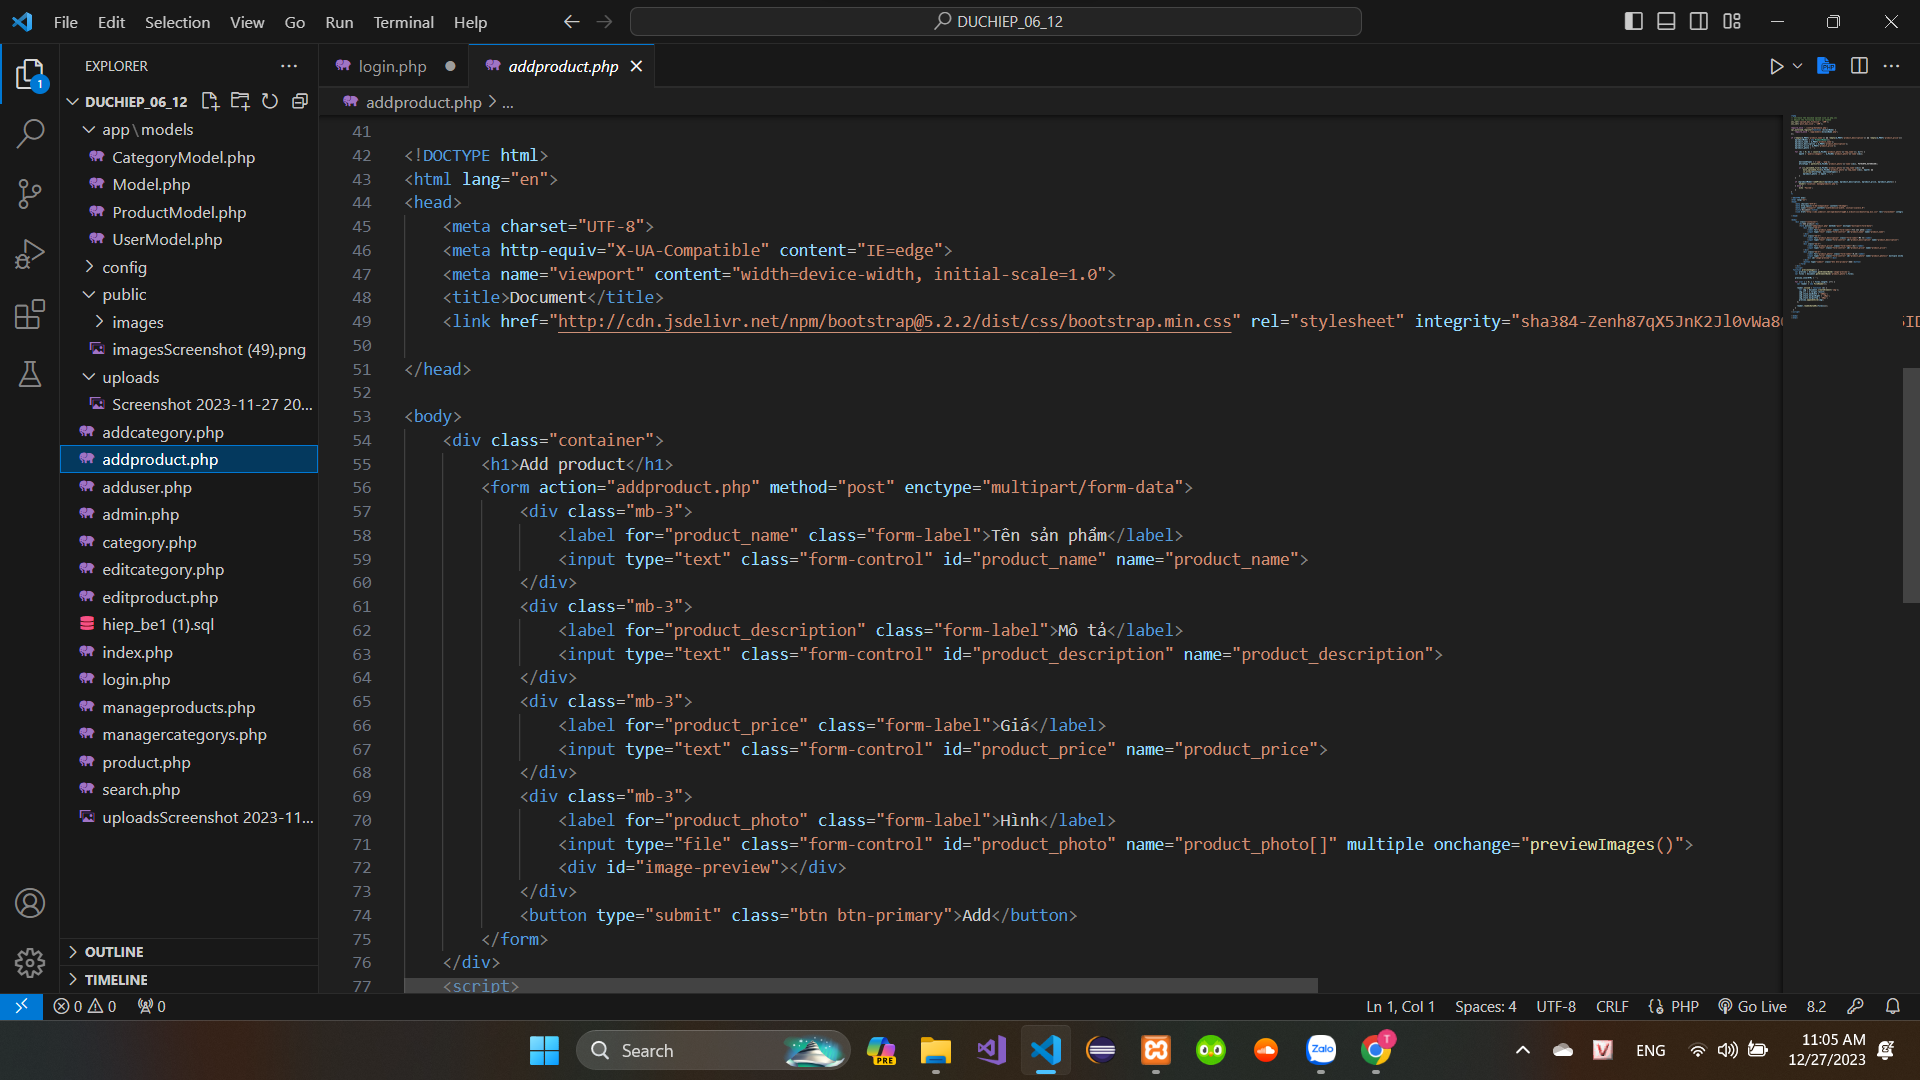 File Edit Selection View Go Run Terminal Help
DUCHIEP_06_12
EXPLORER
1
DUCHIEP_06_12
app\models
CategoryModel.php
Model.php
ProductModel.php
UserModel.php
config
public
images
imagesScreenshot (49).png
uploads
Screenshot 2023-11-27 20...
addcategory.php
addproduct.php
adduser.php
admin.php
category.php
editcategory.php
editproduct.php
hiep_be1 (1).sql
index.php
login.php
manageproducts.php
managercategorys.php
product.php
search.php
uploadsScreenshot 2023-11...
OUTLINE
TIMELINE
login.php
addproduct.php
addproduct.php > ...
41
42 <!DOCTYPE html>
43 <html lang="en">
44 <head>
45 <meta charset="UTF-8">
46 <meta http-equiv="X-UA-Compatible" content="IE=edge">
47 <meta name="viewport" content="width=device-width, initial-scale=1.0">
48 <title>Document</title>
49 <link href="http://cdn.jsdelivr.net/npm/bootstrap@5.2.2/dist/css/bootstrap.min.css" rel="stylesheet" integrity="sha384-Zenh87qX5JnK2Jl0vWa8
50
51 </head>
52
53 <body>
54 <div class="container">
55 <h1>Add product</h1>
56 <form action="addproduct.php" method="post" enctype="multipart/form-data">
57 <div class="mb-3">
58 <label for="product_name" class="form-label">Tên sản phẩm</label>
59 <input type="text" class="form-control" id="product_name" name="product_name">
60 </div>
61 <div class="mb-3">
62 <label for="product_description" class="form-label">Mô tả</label>
63 <input type="text" class="form-control" id="product_description" name="product_description">
64 </div>
65 <div class="mb-3">
66 <label for="product_price" class="form-label">Giá</label>
67 <input type="text" class="form-control" id="product_price" name="product_price">
68 </div>
69 <div class="mb-3">
70 <label for="product_photo" class="form-label">Hình</label>
71 <input type="file" class="form-control" id="product_photo" name="product_photo[]" multiple onchange="previewImages()">
72 <div id="image-preview"></div>
73 </div>
74 <button type="submit" class="btn btn-primary">Add</button>
75 </form>
76 </div>
77 <script>
0 0 0
Ln 1, Col 1 Spaces: 4 UTF-8 CRLF PHP Go Live 8.2
Search
PRE
Zalo
T
V
ENG
11:05 AM
12/27/2023